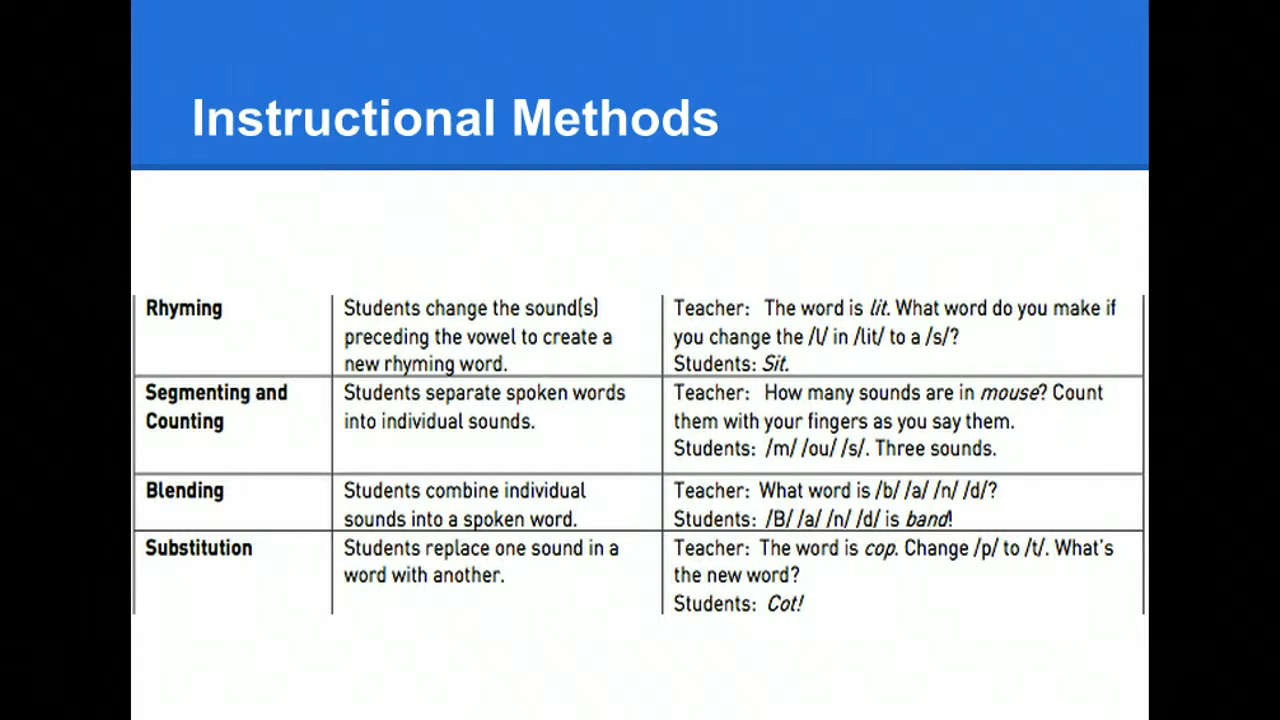 Instructional Methods
Rhyming
Students change the sound(s)
preceding the vowel to create a
new rhyming word.
Teacher: The word is lit. What word do you make if
you change the /l/ in /lit/ to a /s/?
Students: Sit.
Segmenting and
Counting
Students separate spoken words
into individual sounds.
Teacher: How many sounds are in mouse? Count
them with your fingers as you say them.
Students: /m/ /ou/ /s/. Three sounds.
Blending
Students combine individual
sounds into a spoken word.
Teacher: What word is /b/ /a/ /n/ /d/?
Students: /B/ /a/ /n/ /d/ is band!
Substitution
Students replace one sound in a
word with another.
Teacher: The word is cop. Change /p/ to /t/. What's
the new word?
Students: Cot!